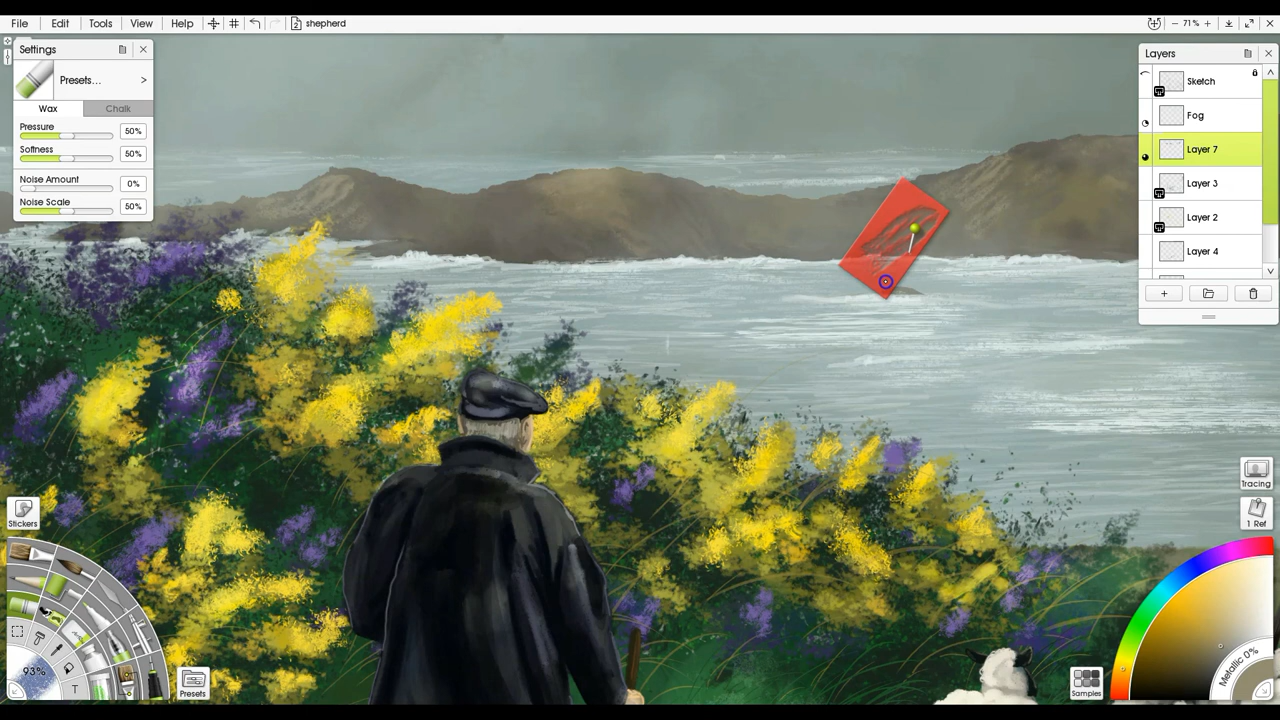 File Edit Tools View Help 2 shepherd 71%
Settings
Presets...
>
Wax Chalk
Pressure 50%
Softness 50%
Noise Amount 0%
Noise Scale 50%
Layers
Sketch
Fog
Layer 7
Layer 3
Layer 2
Layer 4
Tracing
1 Ref
Stickers
93%
T
Presets
Samples
Metallic 0%